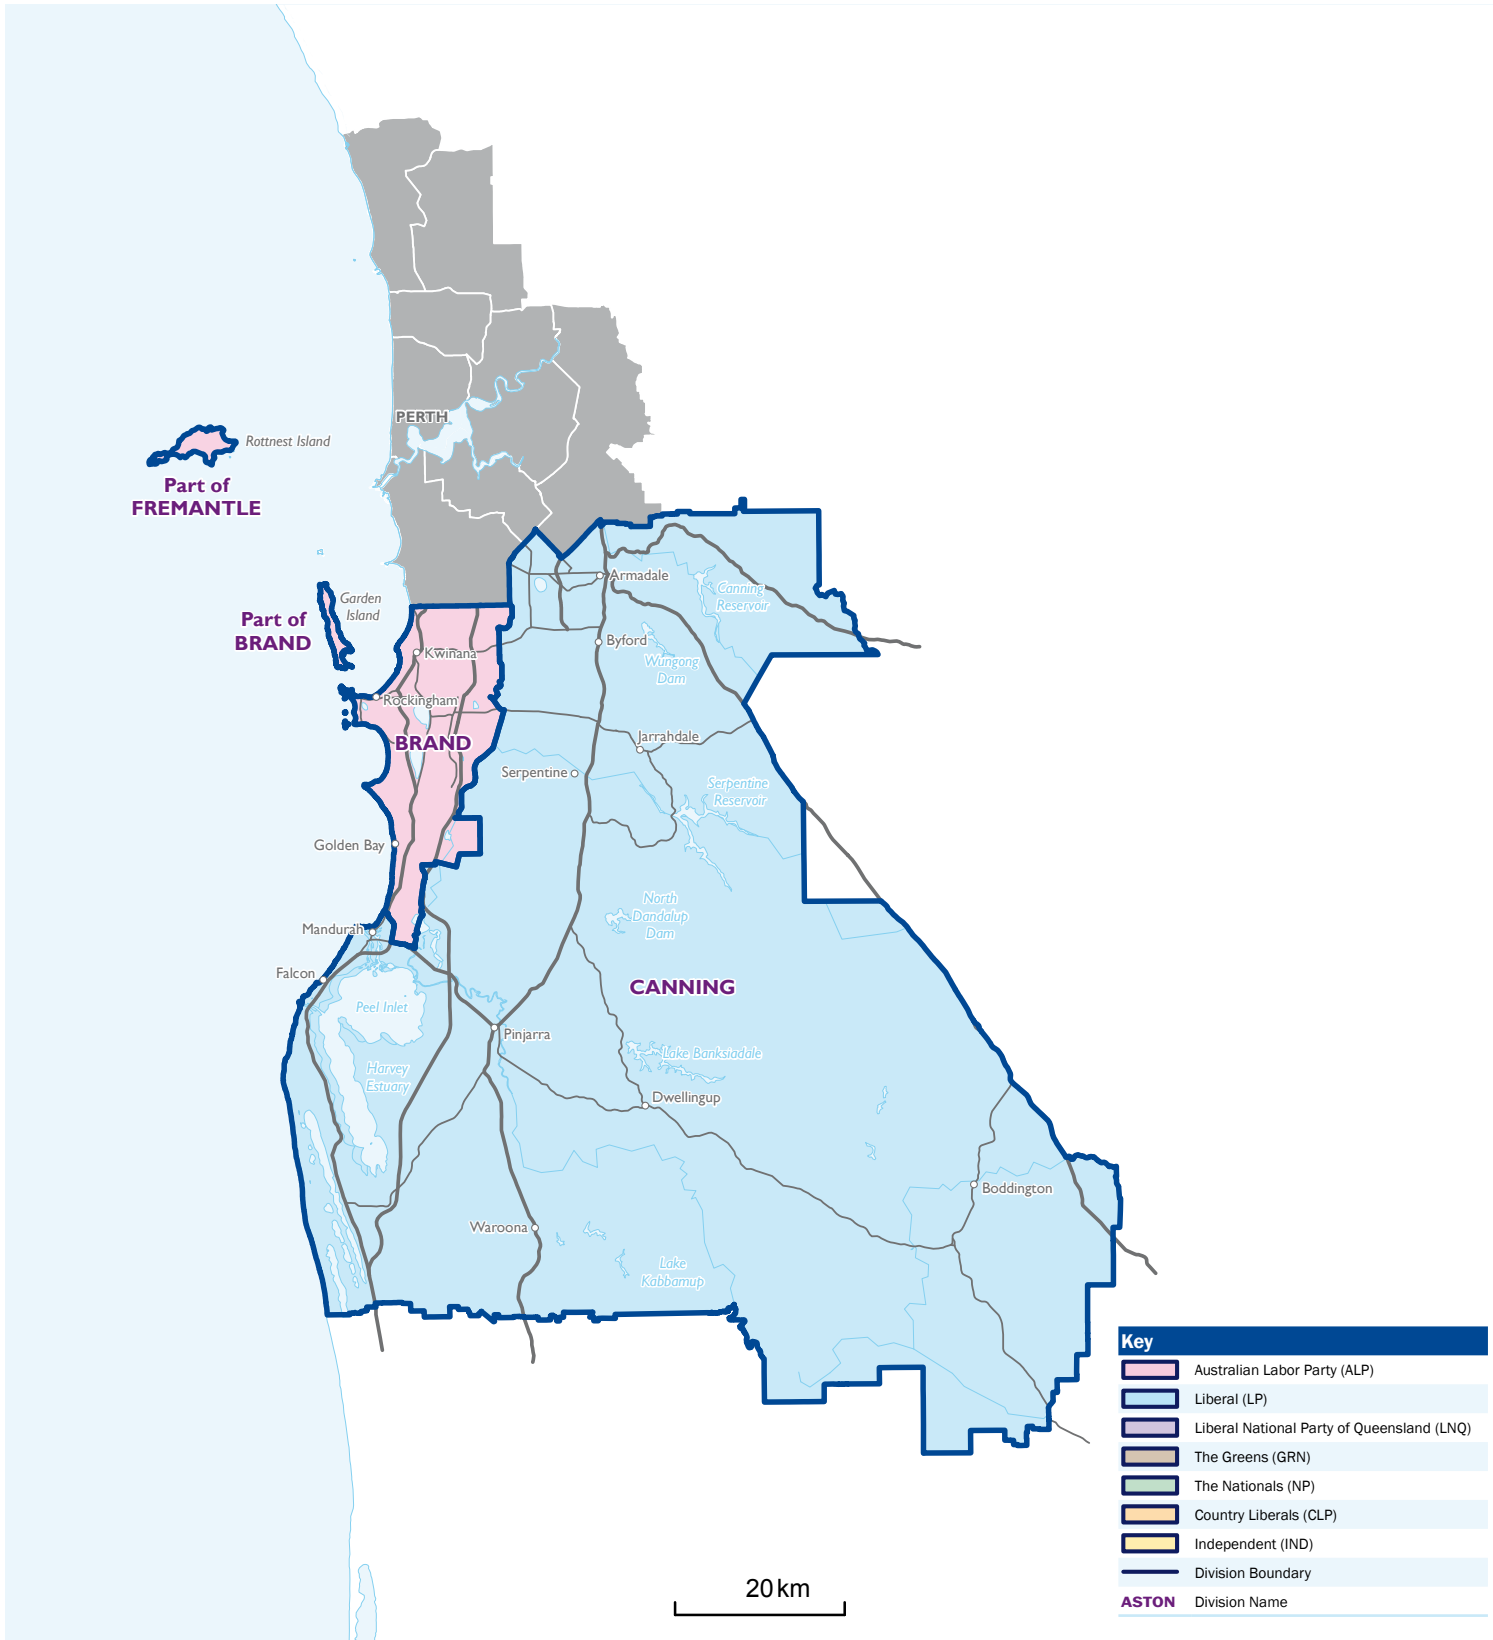 PERTH
Rottnest Island
Part of
FREMANTLE
Garden
Island
Part of
BRAND
Armadale
Canning
Reservoir
Byford
Kwinana
Wungong
Dam
Rockingham
BRAND
Jarrahdale
Serpentine
Serpentine
Reservoir
Golden Bay
North
Dandalup
Dam
Mandurah
Falcon
CANNING
Peel Inlet
Pinjarra
Lake Banksiadale
Harvey
Estuary
Dwellingup
Boddington
Waroona
Lake
Kabbamup
Key
Australian Labor Party (ALP)
Liberal (LP)
Liberal National Party of Queensland (LNQ)
The Greens (GRN)
The Nationals (NP)
Country Liberals (CLP)
Independent (IND)
Division Boundary
ASTON Division Name
20 km